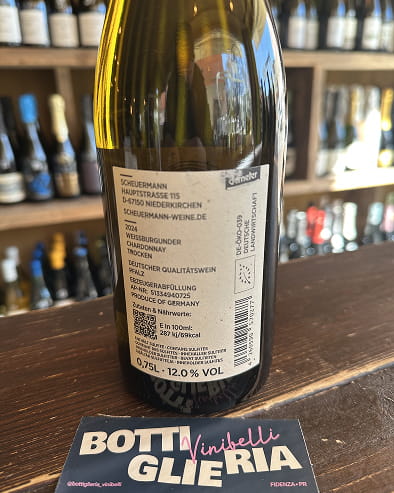 SCHEUERMANN
HAUPTSTRASSE 115
D-67150 NIEDERKIRCHEN
SCHEUERMANN-WEINE.DE
2024
WEISSBURGUNDER
CHARDONNAY
TROCKEN
DEUTSCHER QUALITÄTSWEIN
PFALZ
ERZEUGERABFÜLLUNG
AP-NR: 51334940725
PRODUCE OF GERMANY
Zutaten & Nährwerte:
E in 100ml:
287 kj/69kcal
0,75L · 12.0 % VOL
demeter
DE-ÖKO-039
DEUTSCHE
LANDWIRTSCHAFT
BOTTI
GLIERIA
Vinibelli
@bottiglieria_vinibelli
FIDENZA · PR